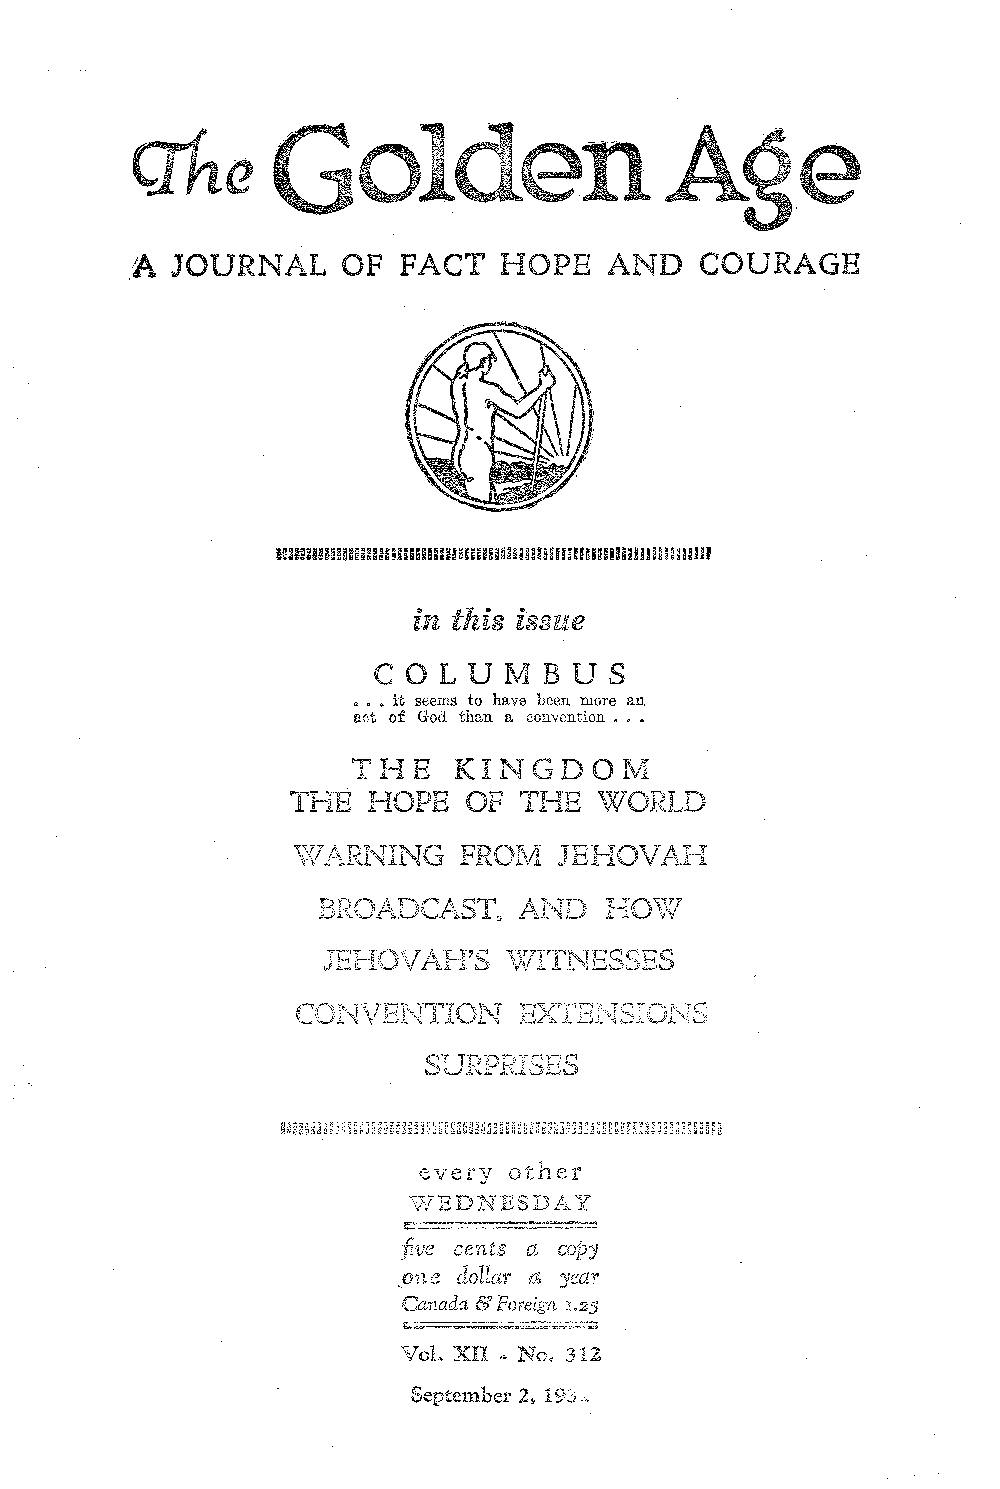 The Golden Age
A JOURNAL OF FACT HOPE AND COURAGE
in this issue
COLUMBUS
. . . it seems to have been more an
act of God than a convention . . .
THE KINGDOM
THE HOPE OF THE WORLD
WARNING FROM JEHOVAH
BROADCAST, AND HOW
JEHOVAH'S WITNESSES
CONVENTION EXTENSIONS
SURPRISES
every other
WEDNESDAY
five cents a copy
one dollar a year
Canada & Foreign 1.25
Vol. XII - No. 312
September 2,